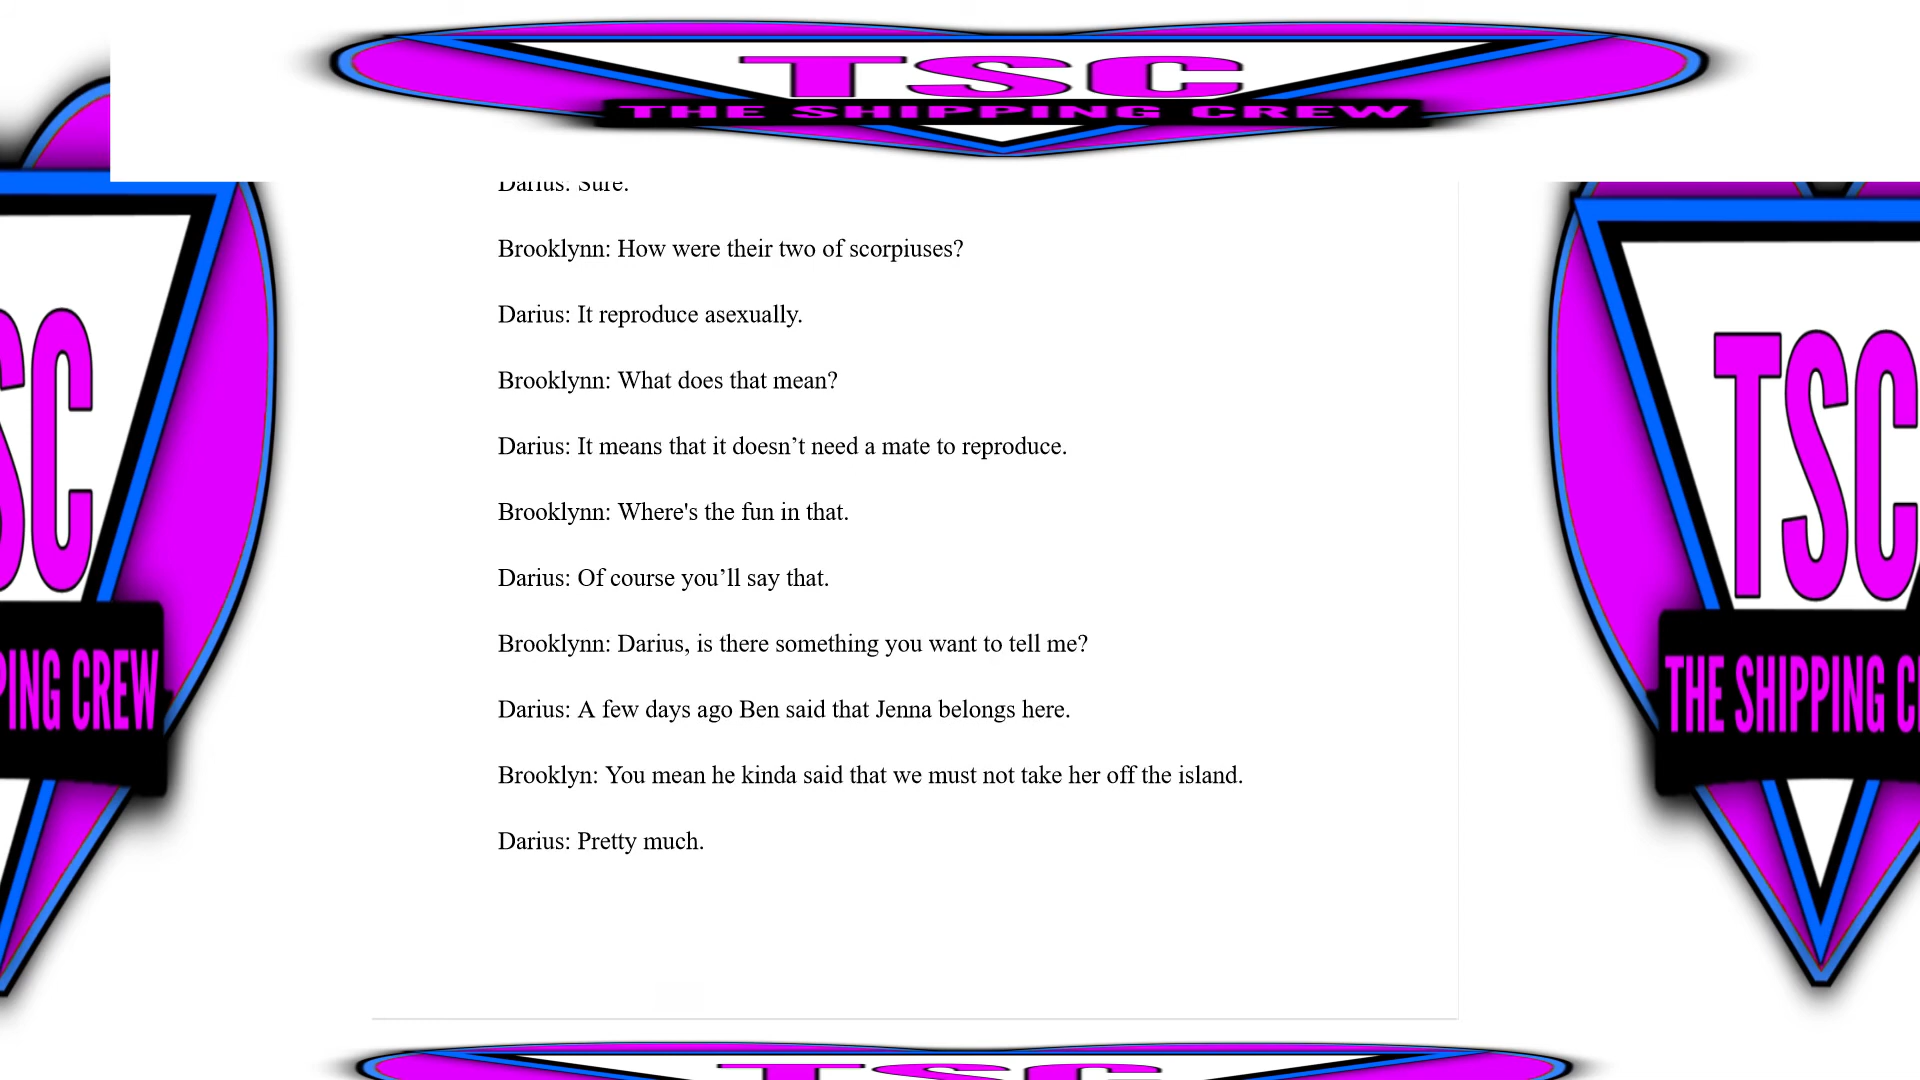 TSC
THE SHIPPING CREW
Darius: Sure.
Brooklynn: How were their two of scorpiuses?
Darius: It reproduce asexually.
Brooklynn: What does that mean?
Darius: It means that it doesn’t need a mate to reproduce.
Brooklynn: Where's the fun in that.
Darius: Of course you’ll say that.
Brooklynn: Darius, is there something you want to tell me?
Darius: A few days ago Ben said that Jenna belongs here.
Brooklyn: You mean he kinda said that we must not take her off the island.
Darius: Pretty much.
SC
PING CREW
TSC
THE SHIPPING C
TSC